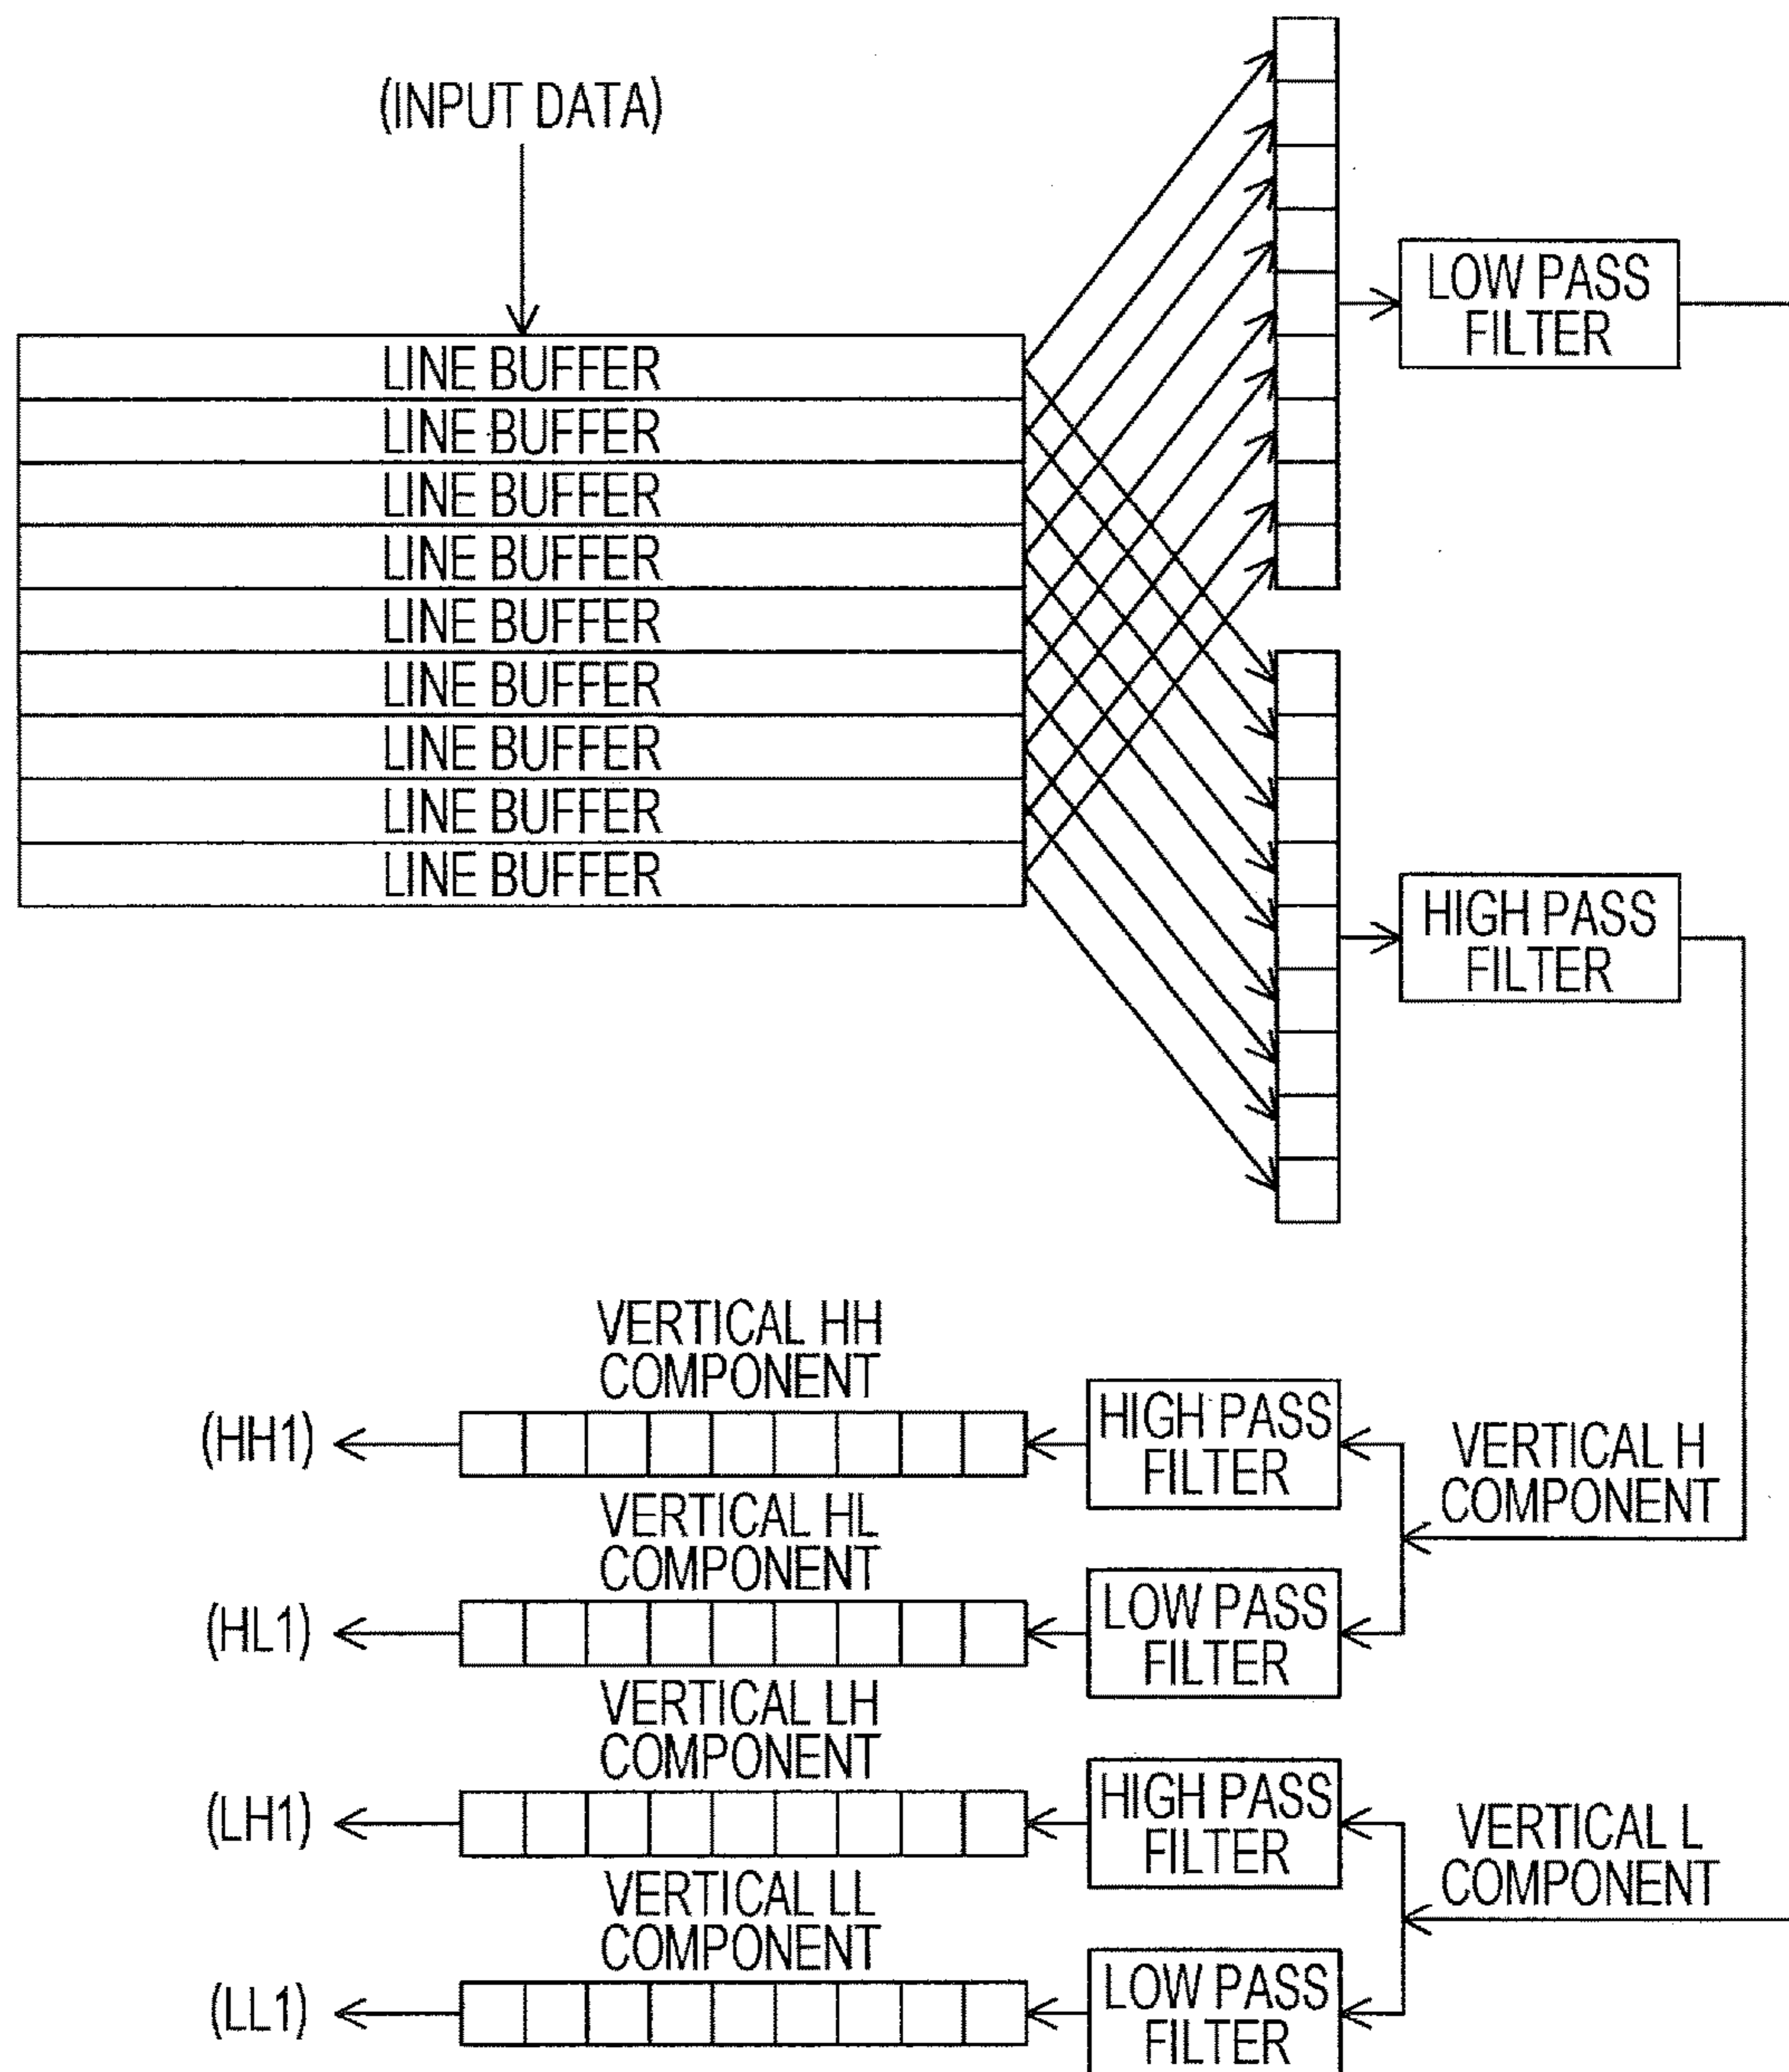 (INPUT DATA)
LOW PASS
FILTER
LINE BUFFER
LINE BUFFER
LINE BUFFER
LINE BUFFER
LINE BUFFER
LINE BUFFER
LINE BUFFER
LINE BUFFER
LINE BUFFER
HIGH PASS
FILTER
VERTICAL HH
COMPONENT
(HH1)
HIGH PASS
FILTER
VERTICAL H
COMPONENT
VERTICAL HL
COMPONENT
(HL1)
LOW PASS
FILTER
VERTICAL LH
COMPONENT
(LH1)
HIGH PASS
FILTER
VERTICAL L
COMPONENT
VERTICAL LL
COMPONENT
(LL1)
LOW PASS
FILTER